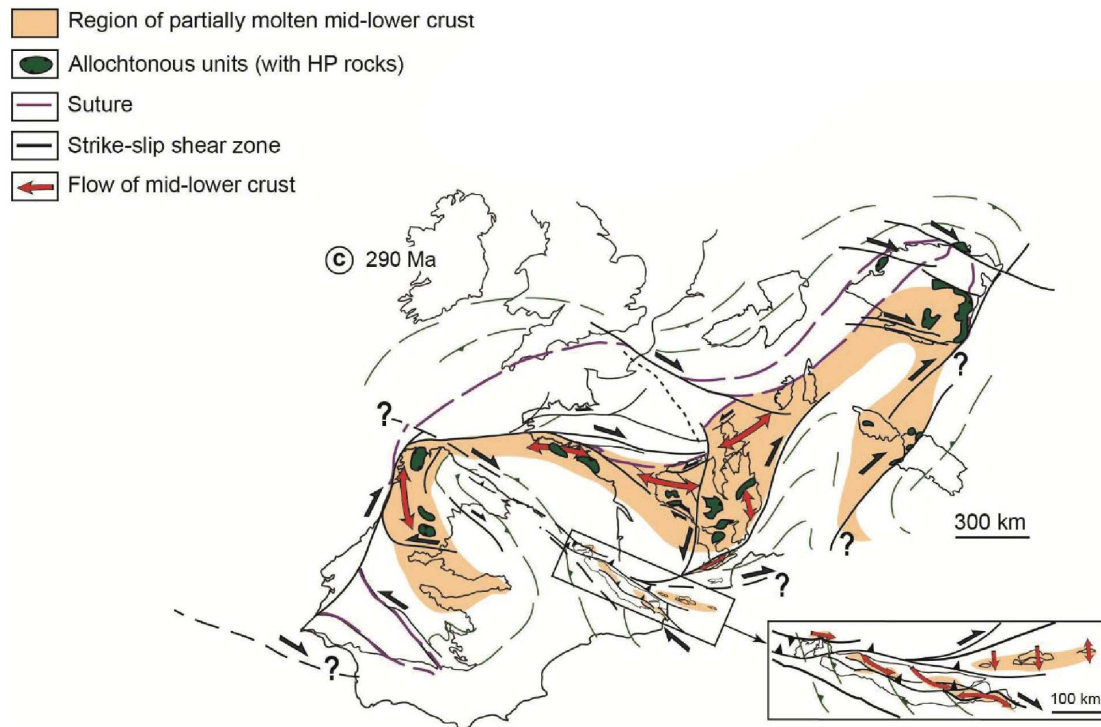 Region of partially molten mid-lower crust
Allochtonous units (with HP rocks)
Suture
Strike-slip shear zone
Flow of mid-lower crust
c 290 Ma
?
?
300 km
?
?
?
100 km